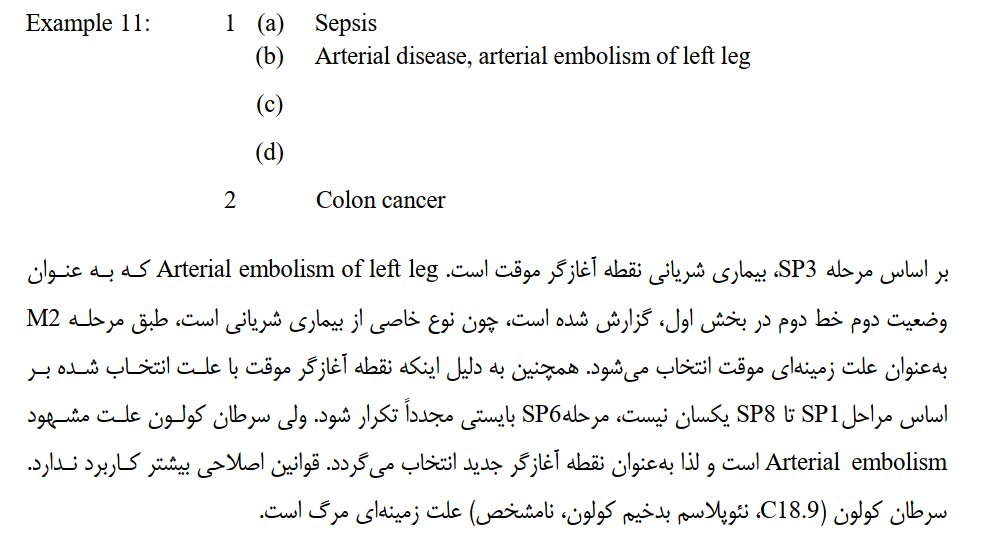 Example 11: 1 (a) Sepsis
(b) Arterial disease, arterial embolism of left leg
(c)
(d)
2 Colon cancer
بر اساس مرحله SP3، بیماری شریانی نقطه آغازگر موقت است. Arterial embolism of left leg که به عنوان
وضعیت دوم خط دوم در بخش اول، گزارش شده است، چون نوع خاصی از بیماری شریانی است، طبق مرحله M2
به‌عنوان علت زمینه‌ای موقت انتخاب می‌شود. همچنین به دلیل اینکه نقطه آغازگر موقت با علت انتخاب شده بر
اساس مراحل SP1 تا SP8 یکسان نیست، مرحله SP6 بایستی مجدداً تکرار شود. ولی سرطان کولون علت مشهود
Arterial embolism است و لذا به‌عنوان نقطه آغازگر جدید انتخاب می‌گردد. قوانین اصلاحی بیشتر کاربرد ندارد.
سرطان کولون (C18.9، نئوپلاسم بدخیم کولون، نامشخص) علت زمینه‌ای مرگ است.